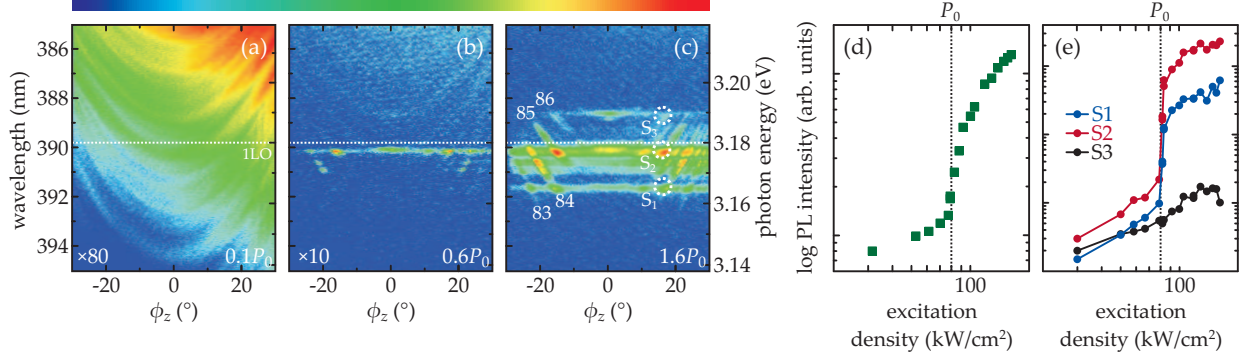 (a)
386
388
390
392
394
wavelength (nm)
1LO
×80
0.1P₀
-20
0
20
ϕz (°)
(b)
×10
0.6P₀
-20
0
20
ϕz (°)
(c)
86
85
S₃
S₂
S₁
84
83
1.6P₀
-20
0
20
ϕz (°)
3.20
3.18
3.16
3.14
photon energy (eV)
P₀
(d)
log PL intensity (arb. units)
100
excitation
density (kW/cm²)
P₀
(e)
S1
S2
S3
100
excitation
density (kW/cm²)